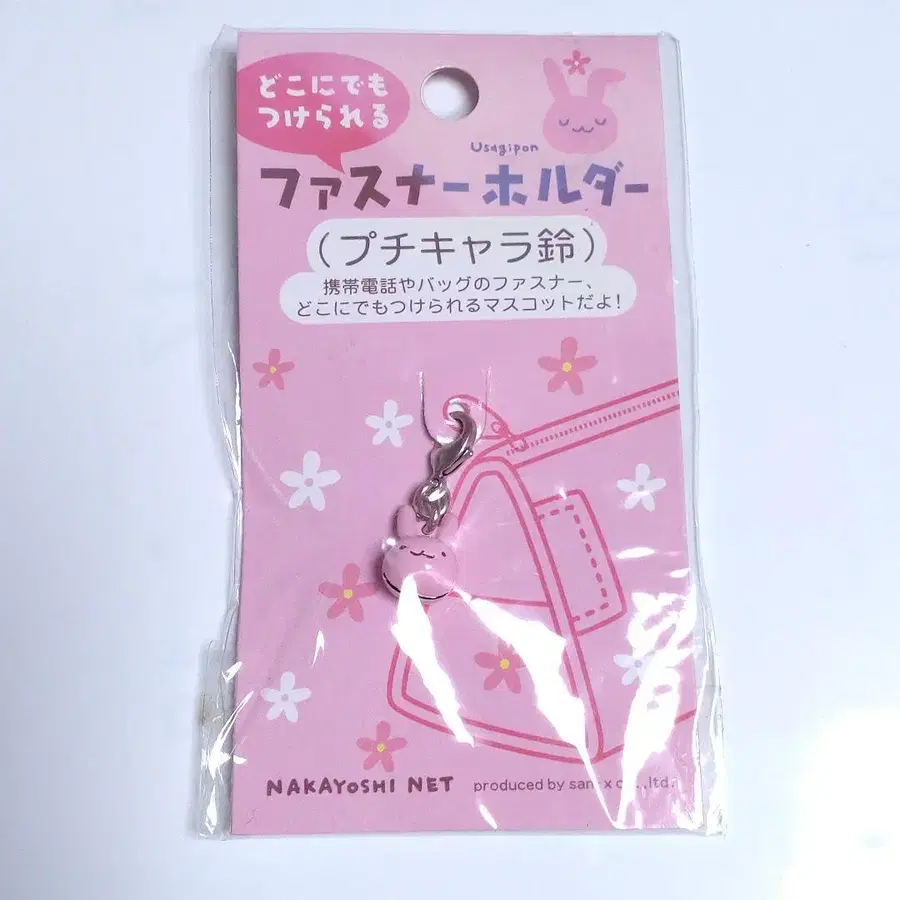 どこにでも
つけられる
Usagipon
ファスナーホルダー
(プチキャラ鈴)
携帯電話やバッグのファスナー、
どこにでもつけられるマスコットだよ!
NAKAYOSHI NET produced by san-x co.,ltd.